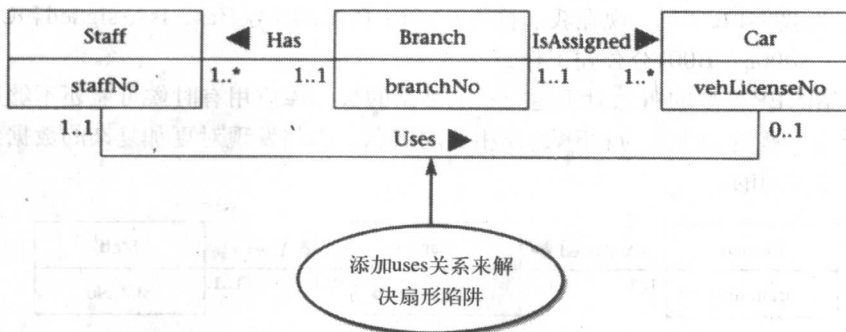 Staff
Has
Branch
IsAssigned
Car
staffNo
1..*
1..1
branchNo
1..1
1..*
vehLicenseNo
1..1
0..1
Uses
添加uses关系来解
决扇形陷阱